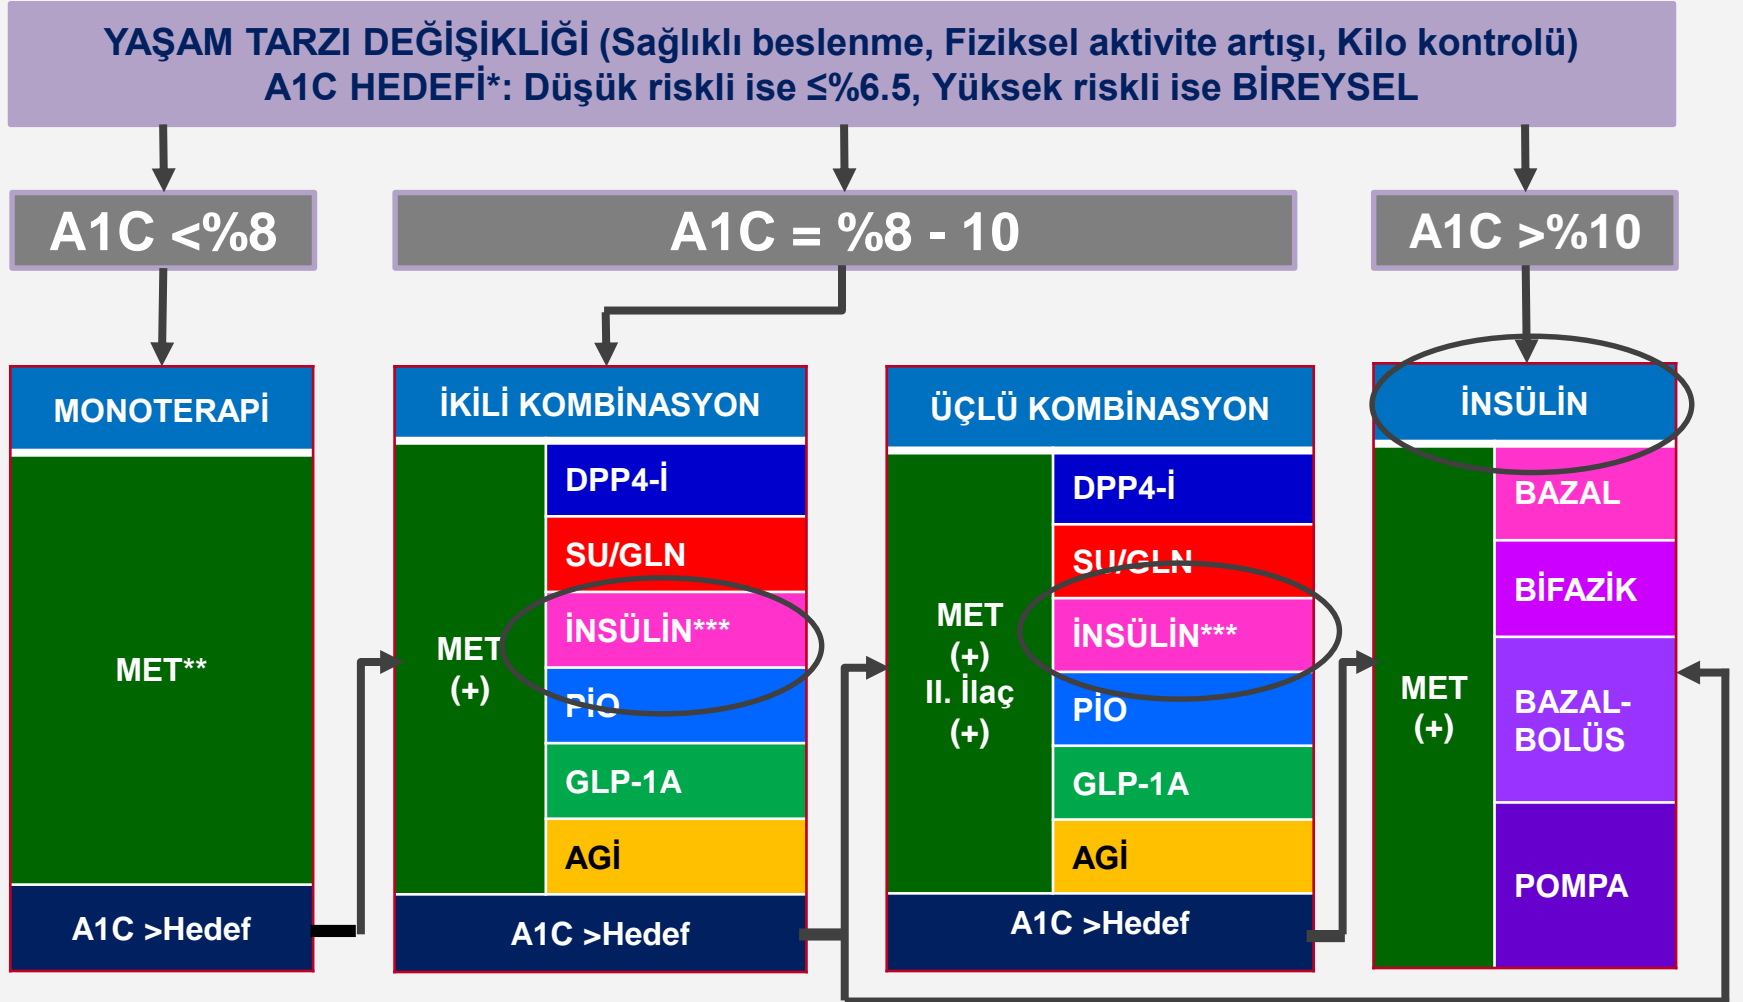 YAŞAM TARZI DEĞİŞİKLİĞİ (Sağlıklı beslenme, Fiziksel aktivite artışı, Kilo kontrolü)
A1C HEDEFİ*: Düşük riskli ise ≤%6.5, Yüksek riskli ise BİREYSEL
A1C <%8
A1C = %8 - 10
A1C >%10
MONOTERAPİ
MET**
A1C >Hedef
İKİLİ KOMBİNASYON
MET
(+)
DPP4-İ
SU/GLN
İNSÜLİN***
PİO
GLP-1A
AGİ
A1C >Hedef
ÜÇLÜ KOMBİNASYON
MET
(+)
II. İlaç
(+)
DPP4-İ
SU/GLN
İNSÜLİN***
PİO
GLP-1A
AGİ
A1C >Hedef
İNSÜLİN
MET
(+)
BAZAL
BİFAZİK
BAZAL-
BOLÜS
POMPA